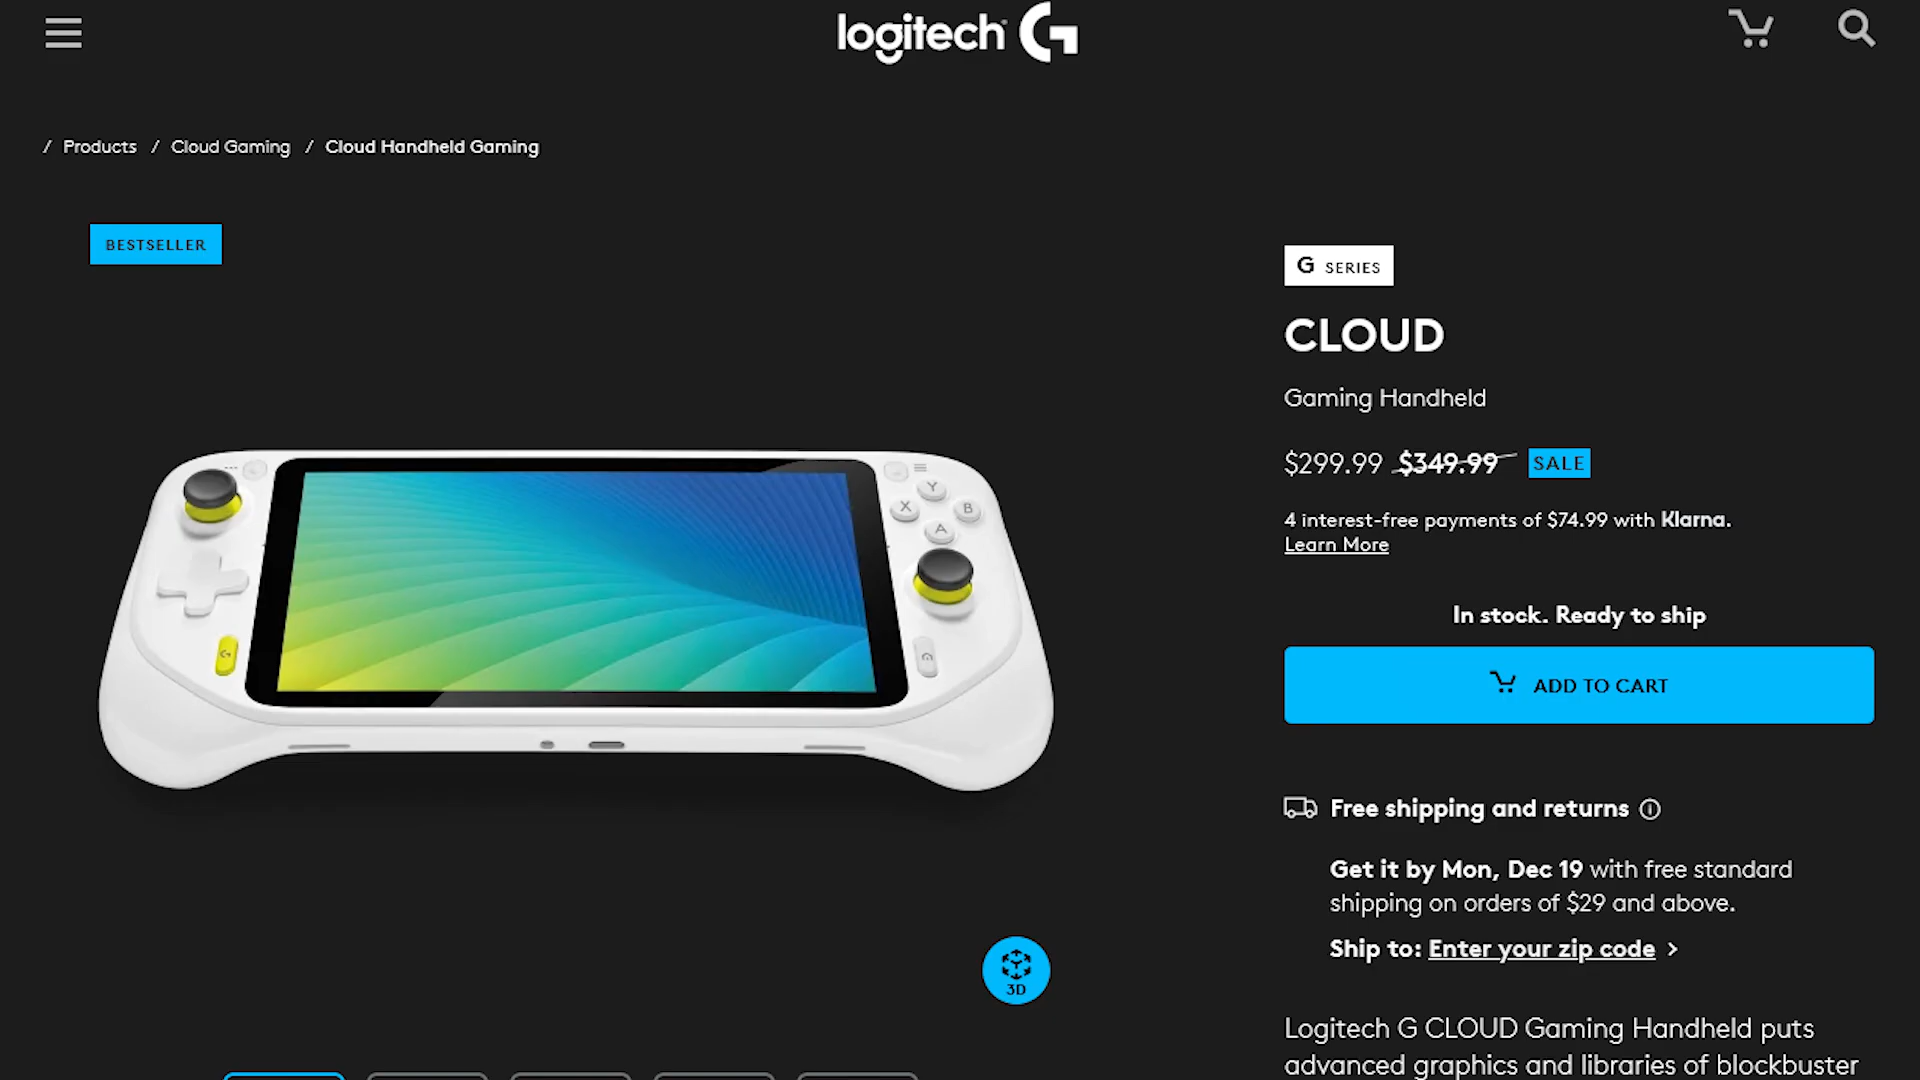 logitech G
/ Products / Cloud Gaming / Cloud Handheld Gaming
BESTSELLER
G SERIES
CLOUD
Gaming Handheld
$299.99 $349.99 SALE
4 interest-free payments of $74.99 with Klarna.
Learn More
In stock. Ready to ship
ADD TO CART
Free shipping and returns
Get it by Mon, Dec 19 with free standard
shipping on orders of $29 and above.
Ship to: Enter your zip code >
Y
X
B
A
G
3D
Logitech G CLOUD Gaming Handheld puts
advanced graphics and libraries of blockbuster